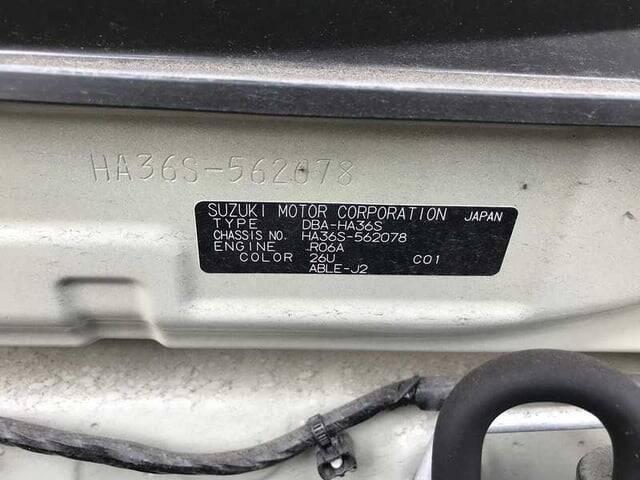 HA36S-562078
SUZUKI MOTOR CORPORATION JAPAN
TYPE DBA-HA36S
CHASSIS NO. HA36S-562078
ENGINE R06A
COLOR 26U C01
ABLE-J2